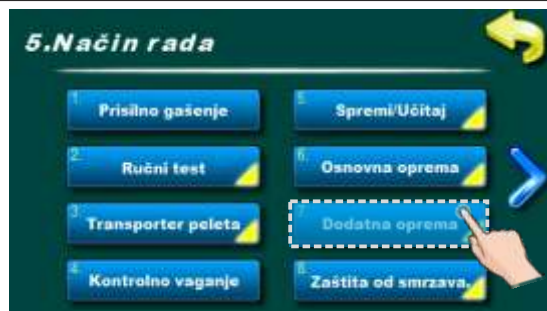 5.Način rada
1. Prisilno gašenje
2. Ručni test
3. Transporter peleta
4. Kontrolno vaganje
5. Spremi/Učitaj
6. Osnovna oprema
7. Dodatna oprema
8. Zaštita od smrzava.